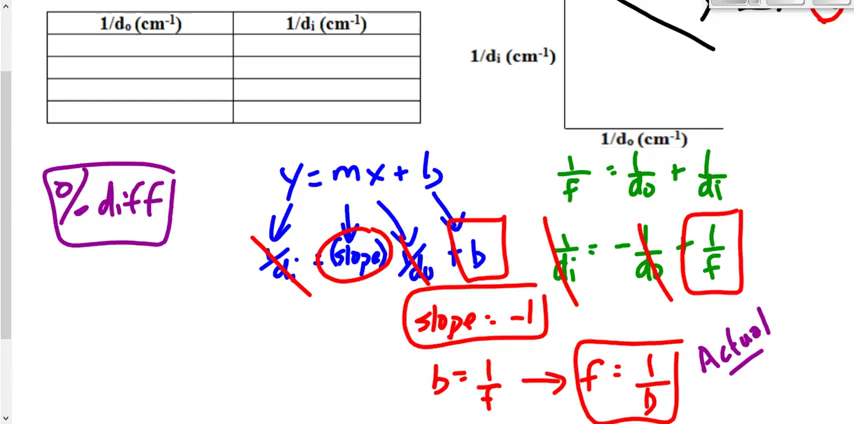 1/dₒ (cm⁻¹) 1/dᵢ (cm⁻¹)
1/dᵢ (cm⁻¹)
1/dₒ (cm⁻¹)
% diff
y = mx + b
1/di = (slope) 1/do + b
slope = -1
b = 1/f → f = 1/b
1/f = 1/do + 1/di
1/di = - 1/do + 1/f
Actual